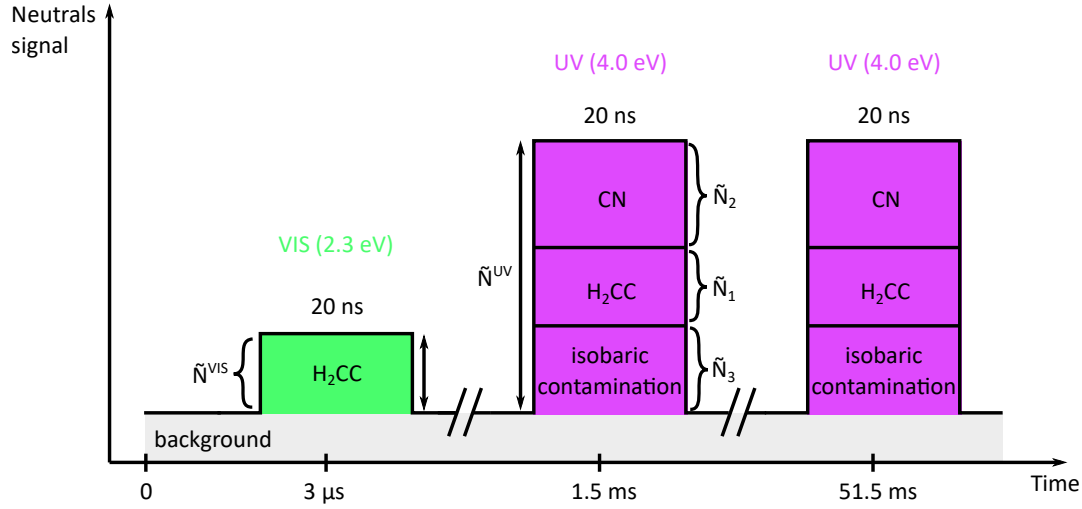 Neutrals
signal
UV (4.0 eV)
UV (4.0 eV)
20 ns
20 ns
CN
Ñ₂
CN
VIS (2.3 eV)
Ñᵁⱽ
H₂CC
Ñ₁
H₂CC
20 ns
Ñⱽᴵˢ
H₂CC
isobaric
contamination
Ñ₃
isobaric
contamination
background
0
3 µs
1.5 ms
51.5 ms
Time